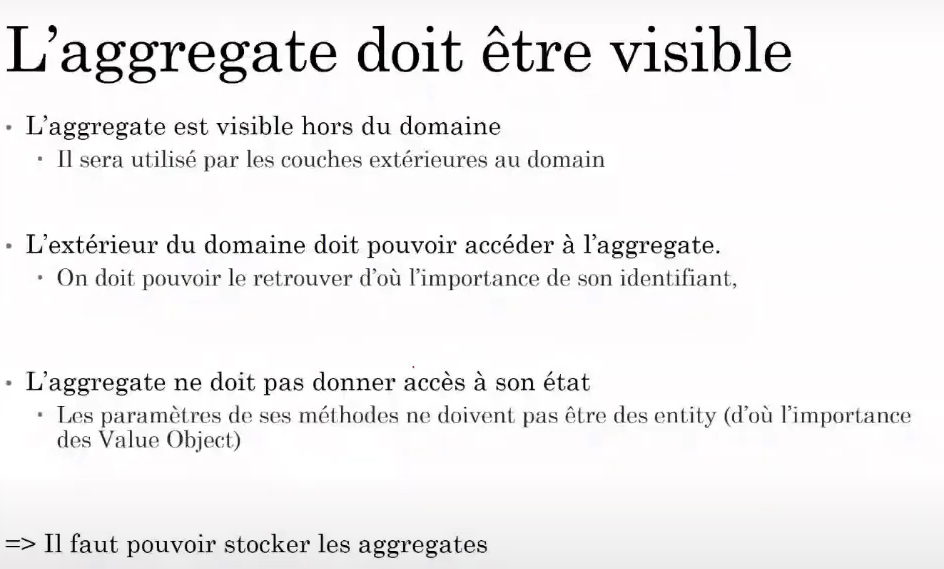 L’aggregate doit être visible
• L’aggregate est visible hors du domaine
• Il sera utilisé par les couches extérieures au domain
• L’extérieur du domaine doit pouvoir accéder à l’aggregate.
• On doit pouvoir le retrouver d’où l’importance de son identifiant,
• L’aggregate ne doit pas donner accès à son état
• Les paramètres de ses méthodes ne doivent pas être des entity (d’où l’importance
des Value Object)
=> Il faut pouvoir stocker les aggregates